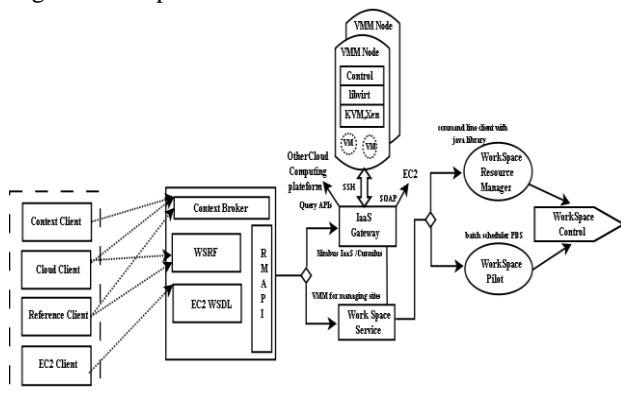 VMM Node
VMM Node
Control
libvirt
KVM,Xen
VM
VM
OtherCloud
Computing
plateform
Query APIs
SSH
SOAP
EC2
IaaS
Gateway
Nimbus IaaS /Cumulus
VMM for managing sites
Work Space
Service
command line client with
java library
WorkSpace
Resource
Manager
batch scheduler PBS
WorkSpace
Pilot
WorkSpace
Control
Context Client
Cloud Client
Reference Client
EC2 Client
Context Broker
WSRF
EC2 WSDL
R
M
A
P
I